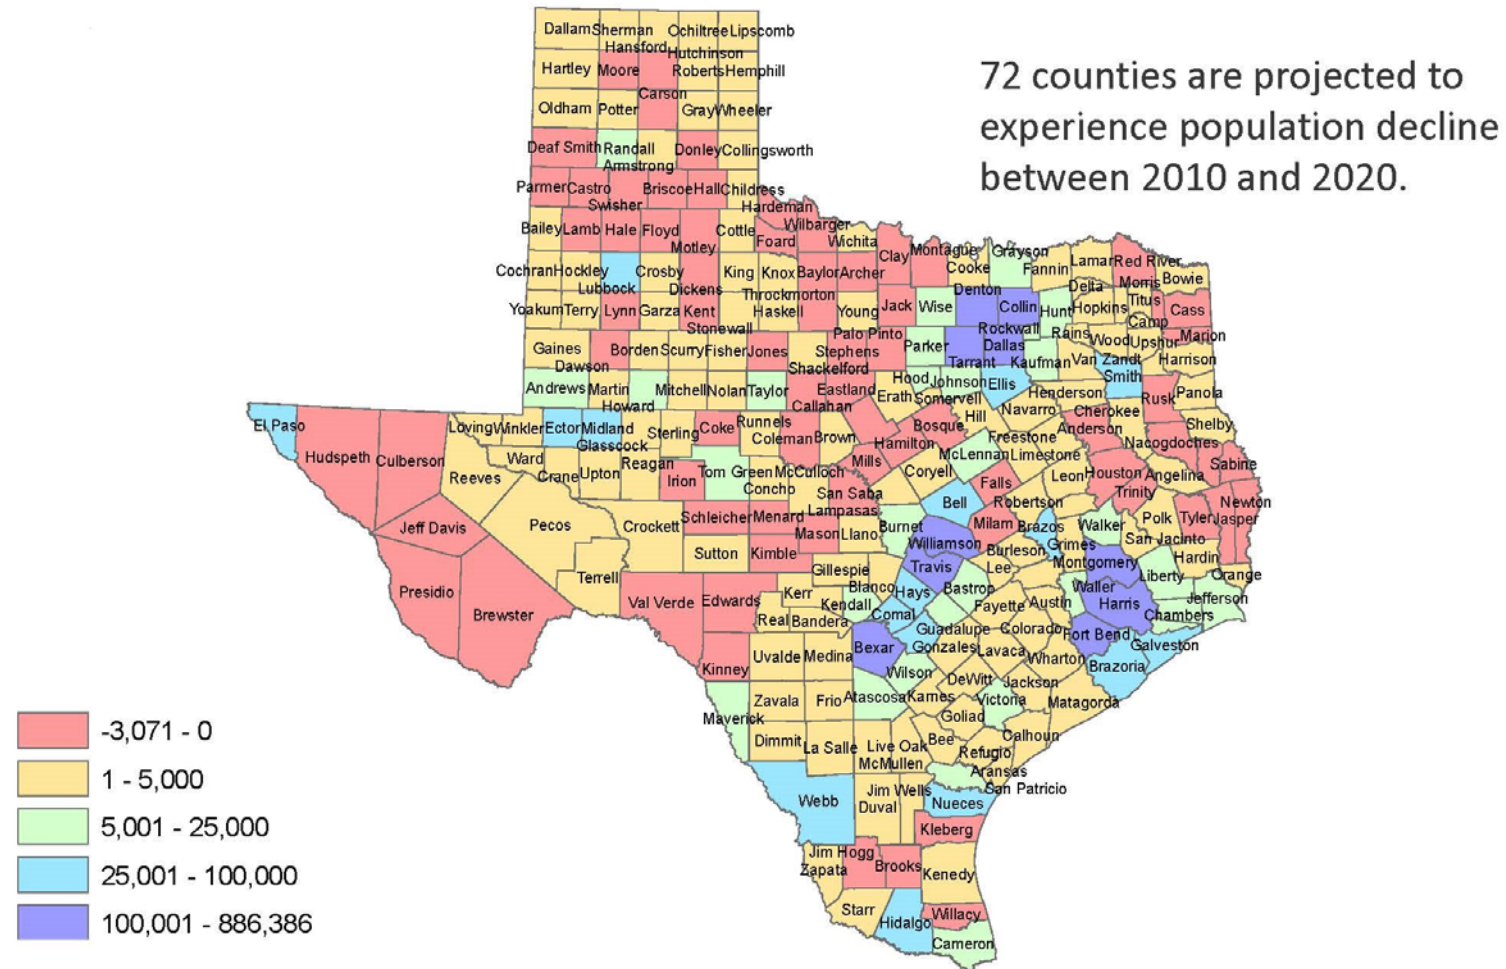 72 counties are projected to
experience population decline
between 2010 and 2020.
Dallam Sherman Ochiltree Lipscomb
Hansford Hutchinson
Hartley Moore Roberts Hemphill
Carson
Oldham Potter Gray Wheeler
Deaf Smith Randall Donley Collingsworth
Armstrong
Parmer Castro Briscoe Hall Childress
Swisher Hardeman
Bailey Lamb Hale Floyd Cottle Foard Wilbarger Wichita
Motley Clay Montague Cooke Grayson Fannin Lamar Red River
Cochran Hockley Crosby King Knox Baylor Archer Delta Morris Bowie
Lubbock Dickens Throckmorton Denton
Yoakum Terry Lynn Garza Kent Haskell Young Jack Wise Collin Hunt Hopkins Titus Cass
Stonewall Palo Pinto Rockwall Rains Camp Marion
Gaines Borden Scurry Fisher Jones Stephens Parker Dallas Wood Upshur
Dawson Shackelford Tarrant Kaufman Van Zandt Harrison
Andrews Martin Mitchell Nolan Taylor Eastland Hood Johnson Ellis Smith
Howard Callahan Erath Somervell Henderson Rusk Panola
El Paso Loving Winkler Ector Midland Sterling Coke Runnels Bosque Hill Navarro Cherokee Shelby
Glasscock Coleman Brown Hamilton Freestone Anderson Nacogdoches
Hudspeth Culberson Ward Reagan Mills McLennan Limestone
Reeves Crane Upton Irion Tom Green McCulloch Coryell Falls Leon Houston Angelina Sabine
Concho San Saba Bell Robertson Trinity Newton
Jeff Davis Pecos Crockett Schleicher Menard Lampasas Burnet Milam Brazos Walker Polk Tyler Jasper
Mason Llano Williamson Grimes San Jacinto
Sutton Kimble Burleson Montgomery Hardin
Terrell Gillespie Travis Lee Liberty Orange
Presidio Val Verde Edwards Kerr Blanco Hays Bastrop Waller
Brewster Kendall Comal Fayette Austin Harris Jefferson
Real Bandera Guadalupe Colorado Fort Bend Chambers
Kinney Uvalde Medina Bexar Gonzales Lavaca Wharton Galveston
Wilson Brazoria
Zavala Frio Atascosa Karnes DeWitt Jackson
Maverick Victoria Matagorda
Goliad
Dimmit La Salle Live Oak Bee Calhoun
McMullen Refugio
Aransas
Webb Jim Wells San Patricio
Duval Nueces
Kleberg
Jim Hogg Brooks
Zapata Kenedy
Starr Hidalgo Willacy
Cameron
-3,071 - 0
1 - 5,000
5,001 - 25,000
25,001 - 100,000
100,001 - 886,386